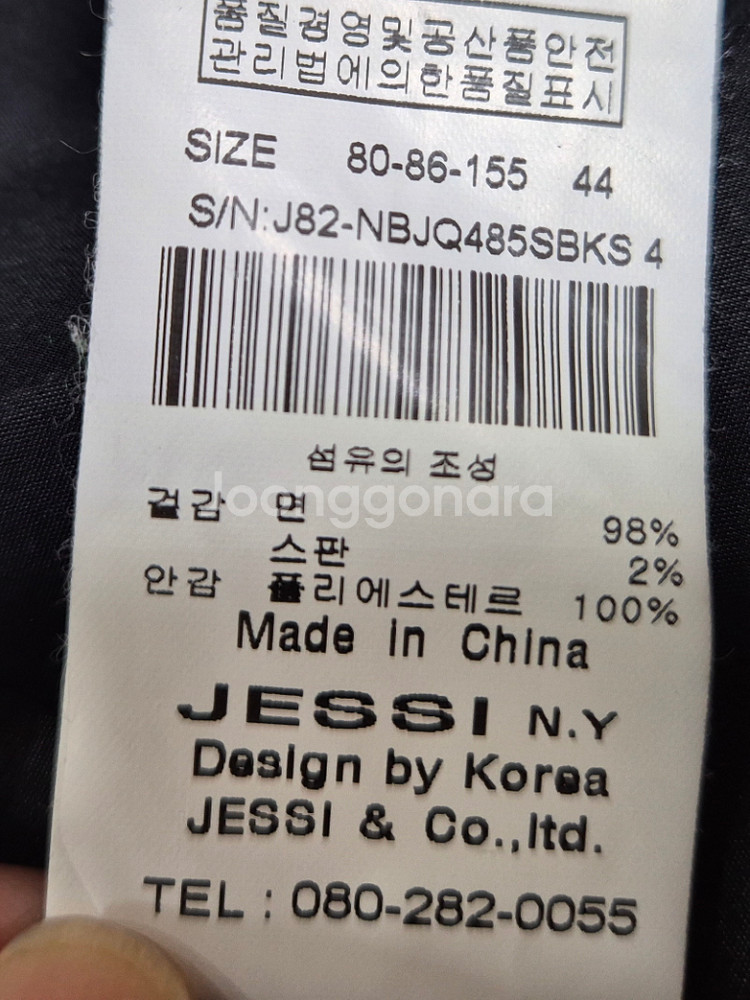 품질경영및공산품안전
관리법에의한품질표시
SIZE 80-86-155 44
S/N:J82-NBJQ485SBKS 4
섬유의 조성
겉감 면 98%
스판 2%
안감 폴리에스테르 100%
Made in China
JESSI N.Y
Design by Korea
JESSI & Co.,ltd.
TEL : 080-282-0055
joonggonara